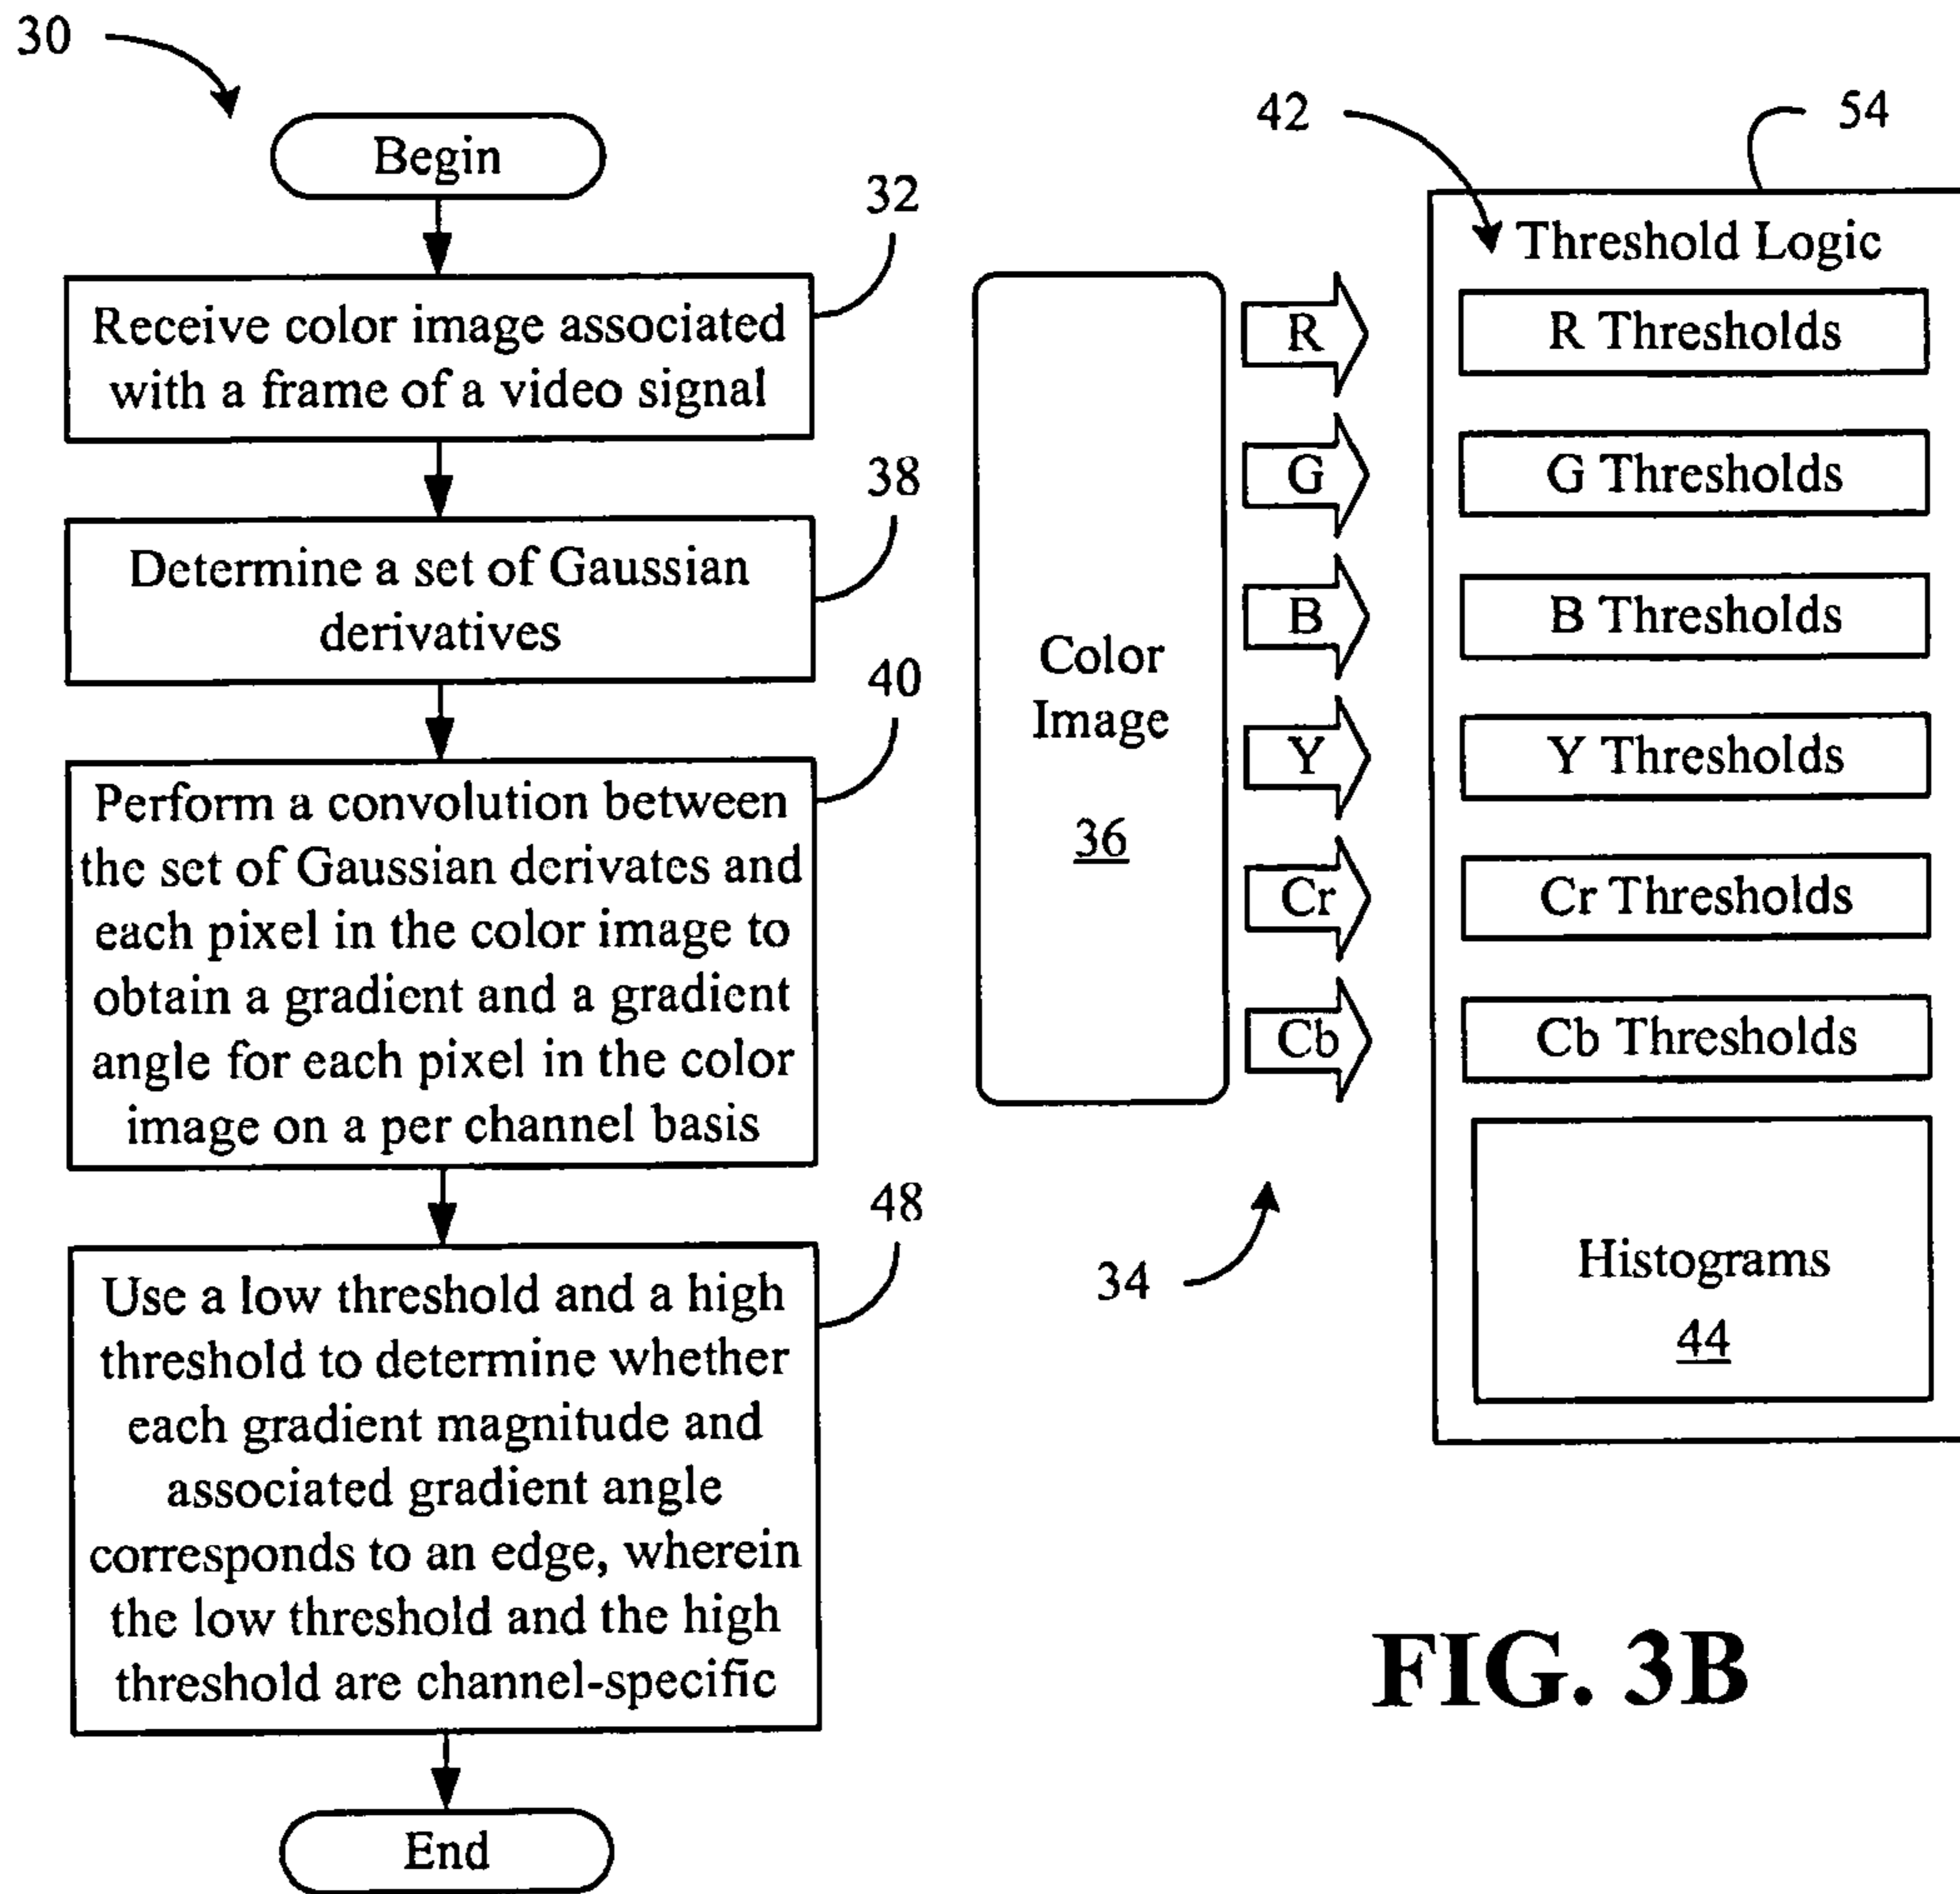 30
Begin
32
Receive color image associated
with a frame of a video signal
38
Determine a set of Gaussian
derivatives
40
Perform a convolution between
the set of Gaussian derivates and
each pixel in the color image to
obtain a gradient and a gradient
angle for each pixel in the color
image on a per channel basis
48
Use a low threshold and a high
threshold to determine whether
each gradient magnitude and
associated gradient angle
corresponds to an edge, wherein
the low threshold and the high
threshold are channel-specific
End
Color
Image
36
R
G
B
Y
Cr
Cb
34
42
54
Threshold Logic
R Thresholds
G Thresholds
B Thresholds
Y Thresholds
Cr Thresholds
Cb Thresholds
Histograms
44
FIG. 3B